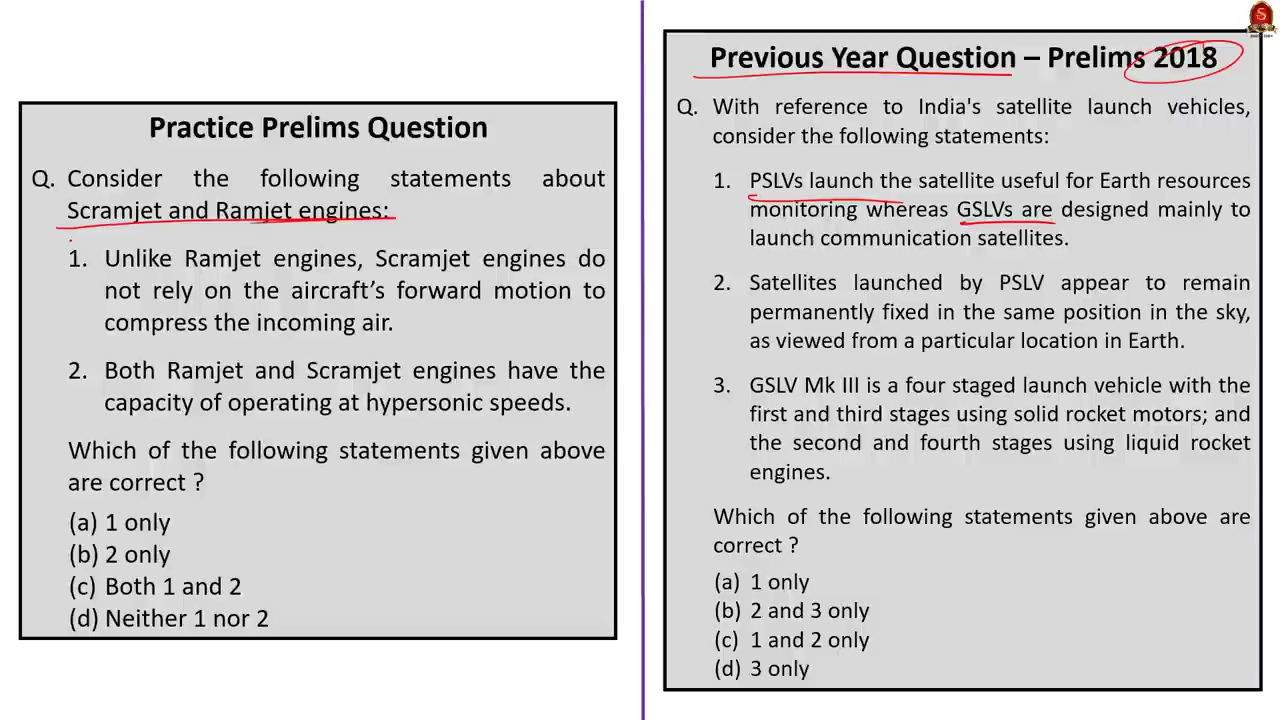 Practice Prelims Question
Q. Consider the following statements about
Scramjet and Ramjet engines:
1. Unlike Ramjet engines, Scramjet engines do
not rely on the aircraft's forward motion to
compress the incoming air.
2. Both Ramjet and Scramjet engines have the
capacity of operating at hypersonic speeds.
Which of the following statements given above
are correct ?
(a) 1 only
(b) 2 only
(c) Both 1 and 2
(d) Neither 1 nor 2
Previous Year Question – Prelims 2018
Q. With reference to India's satellite launch vehicles,
consider the following statements:
1. PSLVs launch the satellite useful for Earth resources
monitoring whereas GSLVs are designed mainly to
launch communication satellites.
2. Satellites launched by PSLV appear to remain
permanently fixed in the same position in the sky,
as viewed from a particular location in Earth.
3. GSLV Mk III is a four staged launch vehicle with the
first and third stages using solid rocket motors; and
the second and fourth stages using liquid rocket
engines.
Which of the following statements given above are
correct ?
(a) 1 only
(b) 2 and 3 only
(c) 1 and 2 only
(d) 3 only